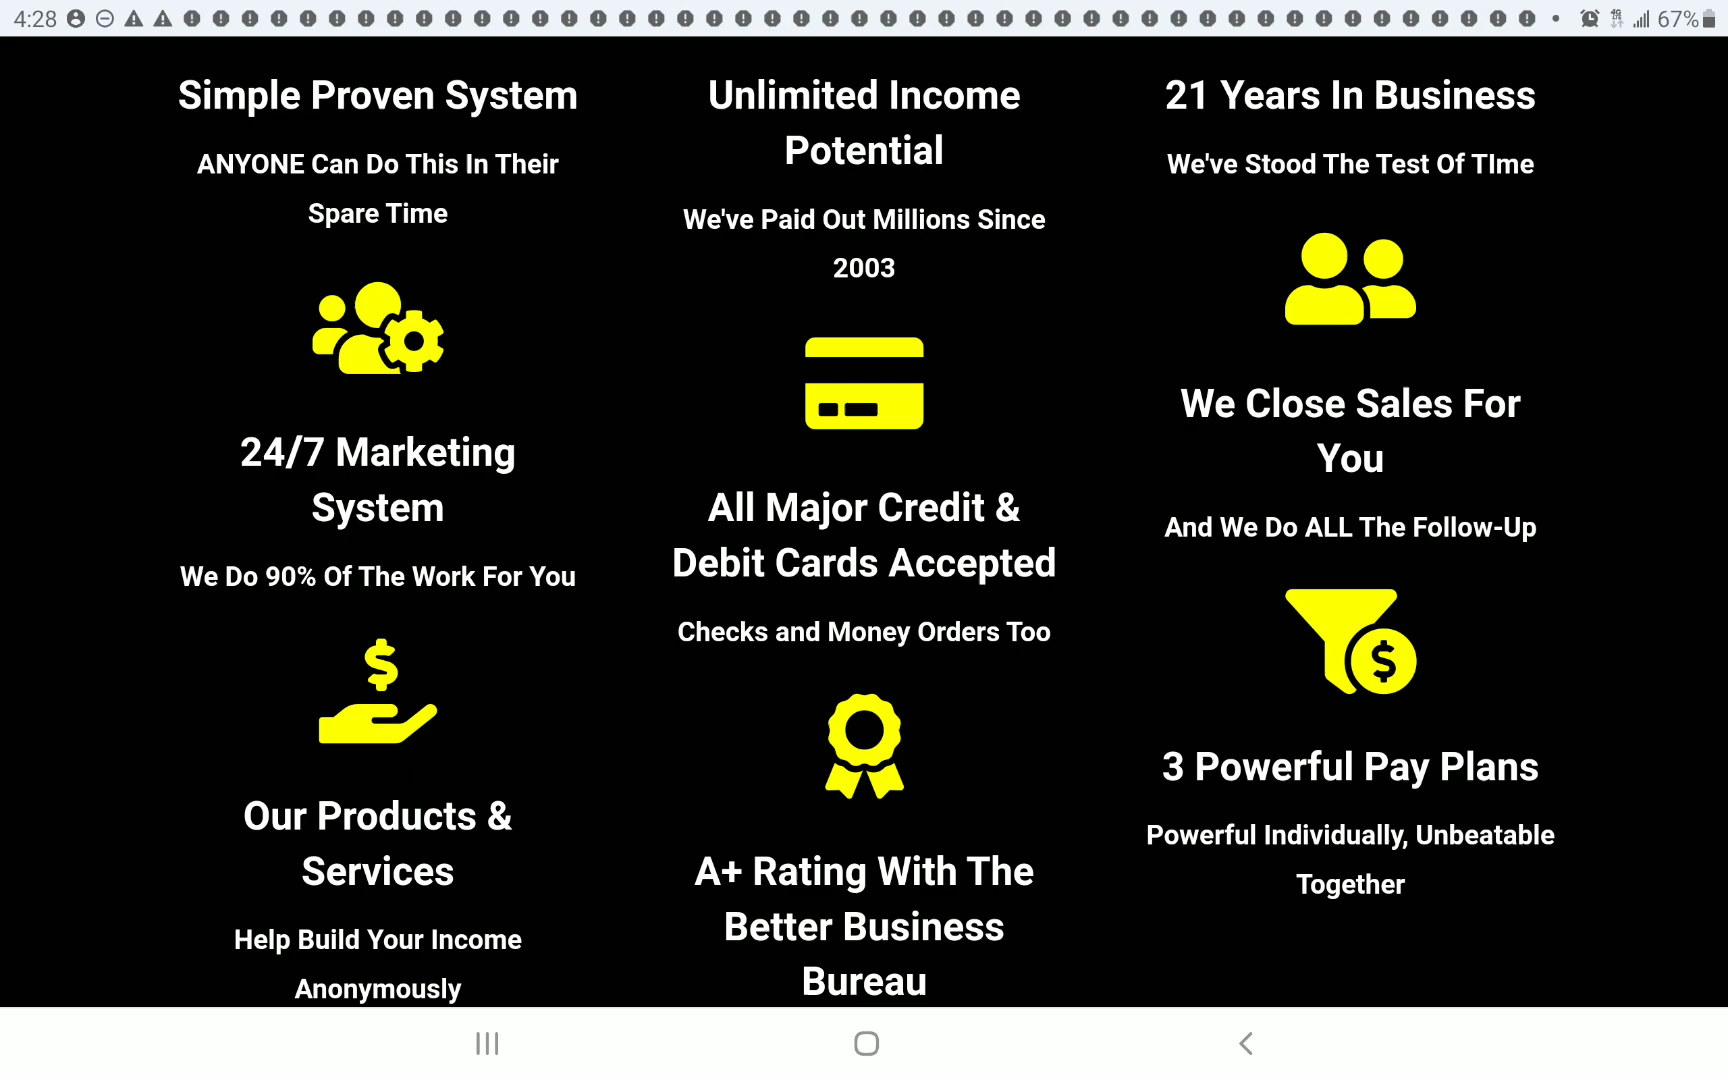 4:28
67%
Simple Proven System
ANYONE Can Do This In Their
Spare Time
24/7 Marketing
System
We Do 90% Of The Work For You
$
Our Products &
Services
Help Build Your Income
Anonymously
Unlimited Income
Potential
We've Paid Out Millions Since
2003
All Major Credit &
Debit Cards Accepted
Checks and Money Orders Too
A+ Rating With The
Better Business
Bureau
21 Years In Business
We've Stood The Test Of TIme
We Close Sales For
You
And We Do ALL The Follow-Up
$
3 Powerful Pay Plans
Powerful Individually, Unbeatable
Together